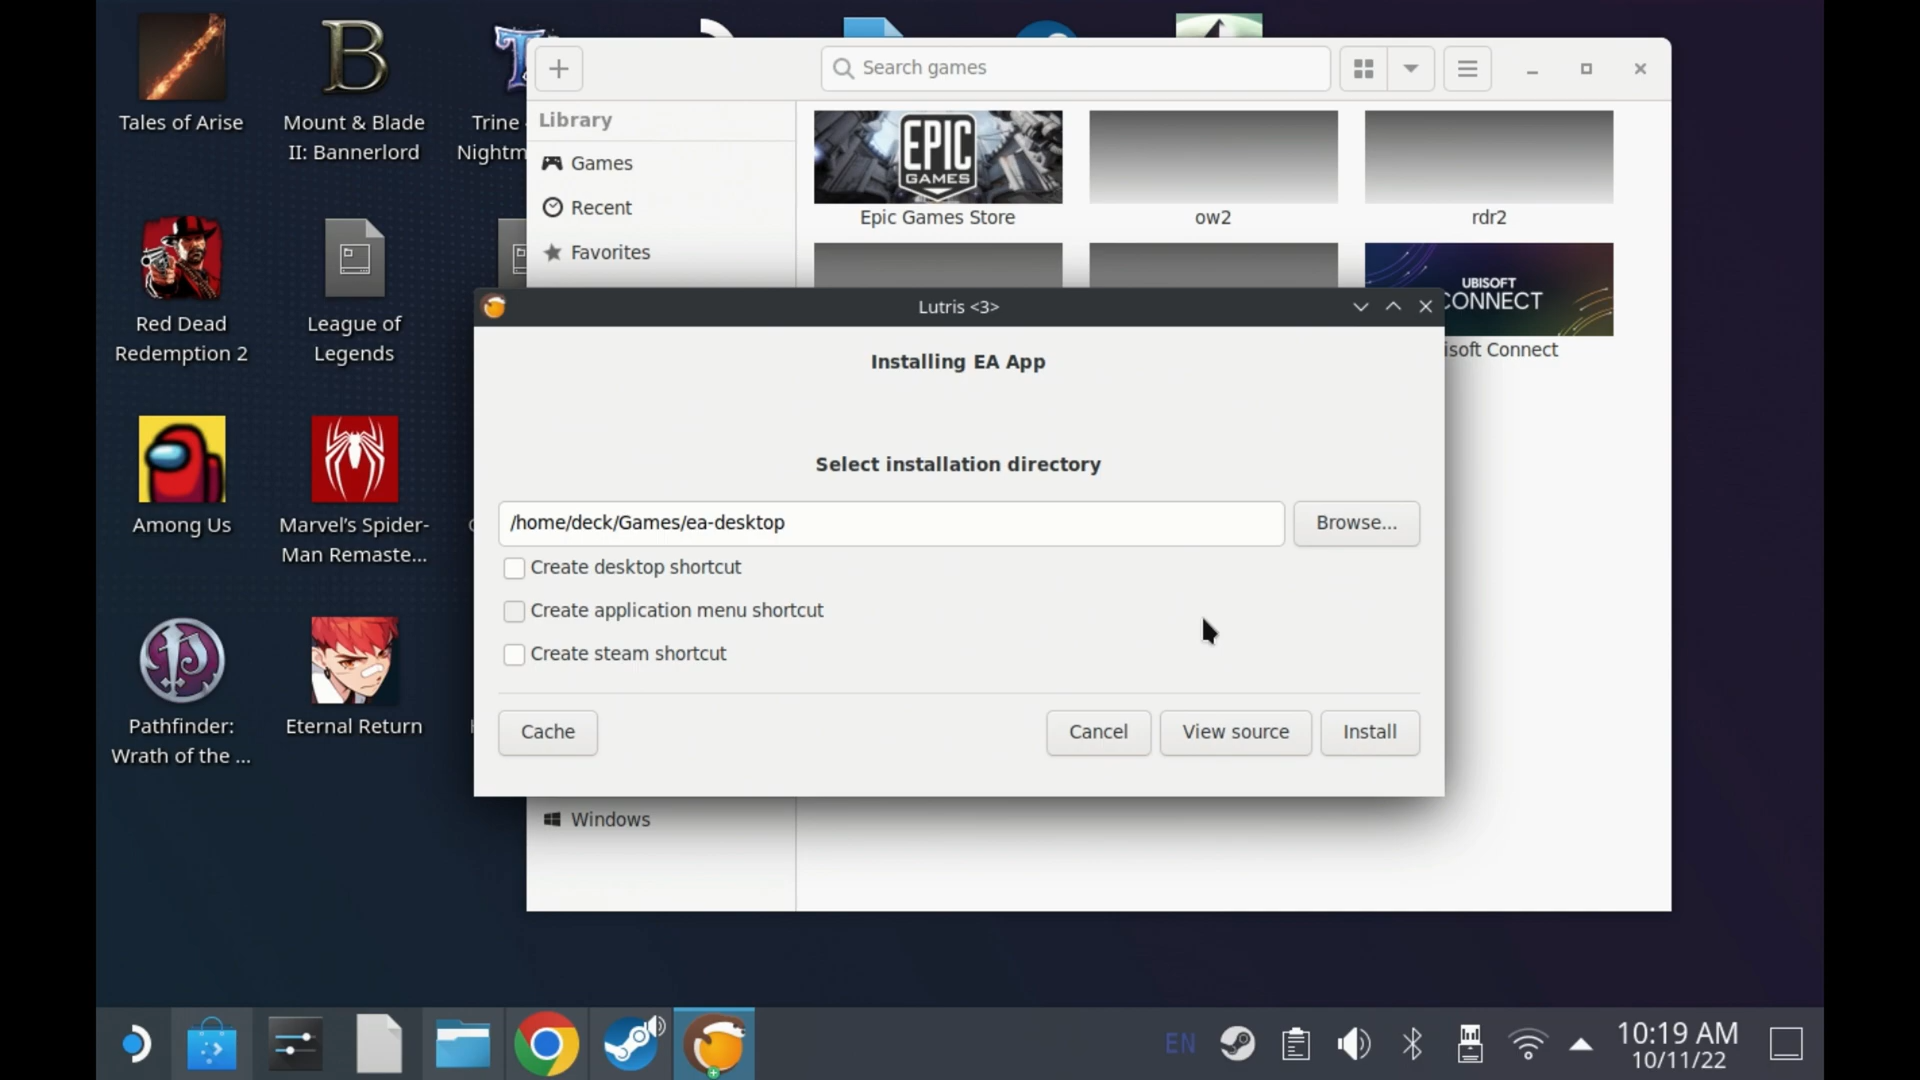 Tales of Arise
Mount & Blade
II: Bannerlord
Trine
Nightm
Red Dead
Redemption 2
League of
Legends
Among Us
Marvel's Spider-
Man Remaste...
Pathfinder:
Wrath of the ...
Eternal Return
Search games
Library
Games
Recent
Favorites
EPIC
GAMES
Epic Games Store
ow2
rdr2
UBISOFT
CONNECT
isoft Connect
Lutris <3>
Installing EA App
Select installation directory
/home/deck/Games/ea-desktop
Browse...
Create desktop shortcut
Create application menu shortcut
Create steam shortcut
Cache
Cancel
View source
Install
Windows
EN
10:19 AM
10/11/22